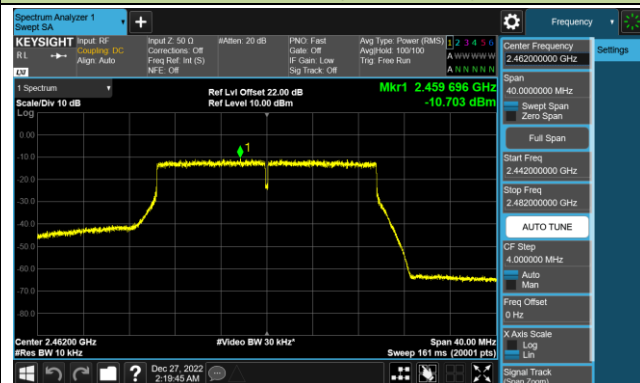 Spectrum Analyzer 1
Swept SA
Frequency
KEYSIGHT
Input: RF
Input Z: 50 Ω
#Atten: 20 dB
PNO: Fast
Avg Type: Power (RMS)
1 2 3 4 5 6
RL
Coupling: DC
Corrections: Off
Gate: Off
Avg|Hold: 100/100
A W W W W W
Align: Auto
Freq Ref: Int (S)
IF Gain: Low
Trig: Free Run
NFE: Off
Sig Track: Off
A N N N N N
LXI
Center Frequency
2.462000000 GHz
Settings
Span
40.0000000 MHz
Swept Span
Zero Span
Full Span
Start Freq
2.442000000 GHz
Stop Freq
2.482000000 GHz
AUTO TUNE
CF Step
4.000000 MHz
Auto
Man
Freq Offset
0 Hz
X Axis Scale
Log
Lin
Signal Track
(Span Zoom)
1 Spectrum
Ref Lvl Offset 22.00 dB
Mkr1 2.459 696 GHz
Scale/Div 10 dB
Ref Level 10.00 dBm
-10.703 dBm
Log
1
0.00
-10.0
-20.0
-30.0
-40.0
-50.0
-60.0
-70.0
-80.0
Center 2.46200 GHz
#Video BW 30 kHz*
Span 40.00 MHz
#Res BW 10 kHz
Sweep 161 ms (20001 pts)
?
Dec 27, 2022
2:19:45 AM